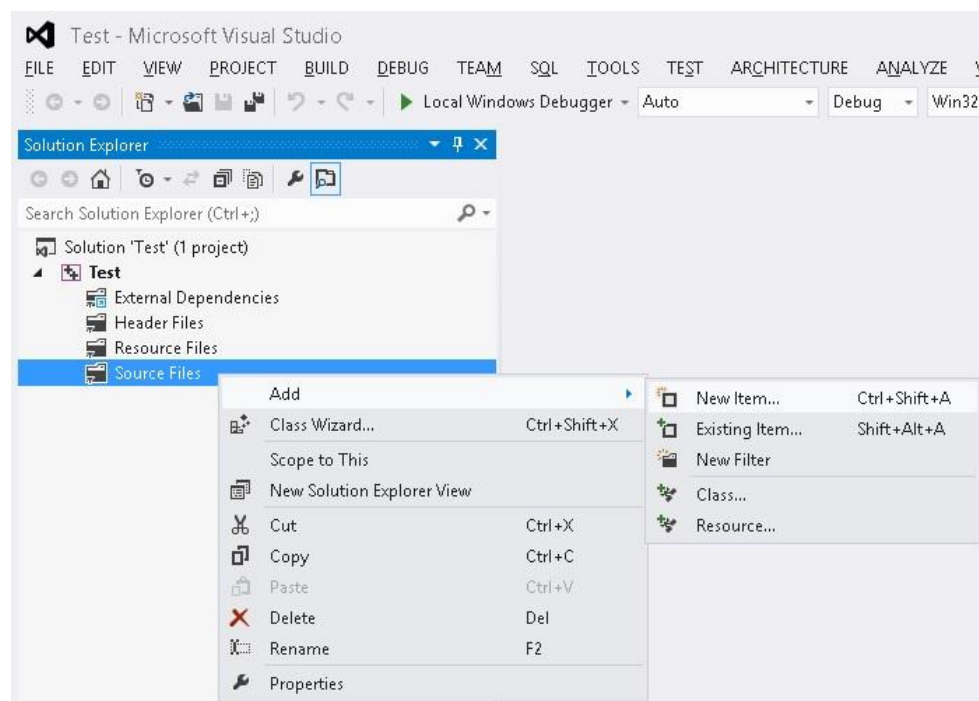 Test - Microsoft Visual Studio
FILE EDIT VIEW PROJECT BUILD DEBUG TEAM SQL TOOLS TEST ARCHITECTURE ANALYZE
Local Windows Debugger Auto Debug Win32
Solution Explorer
Search Solution Explorer (Ctrl+;)
Solution 'Test' (1 project)
Test
External Dependencies
Header Files
Resource Files
Source Files
Add
Class Wizard... Ctrl+Shift+X
Scope to This
New Solution Explorer View
Cut Ctrl+X
Copy Ctrl+C
Paste Ctrl+V
Delete Del
Rename F2
Properties
New Item... Ctrl+Shift+A
Existing Item... Shift+Alt+A
New Filter
Class...
Resource...